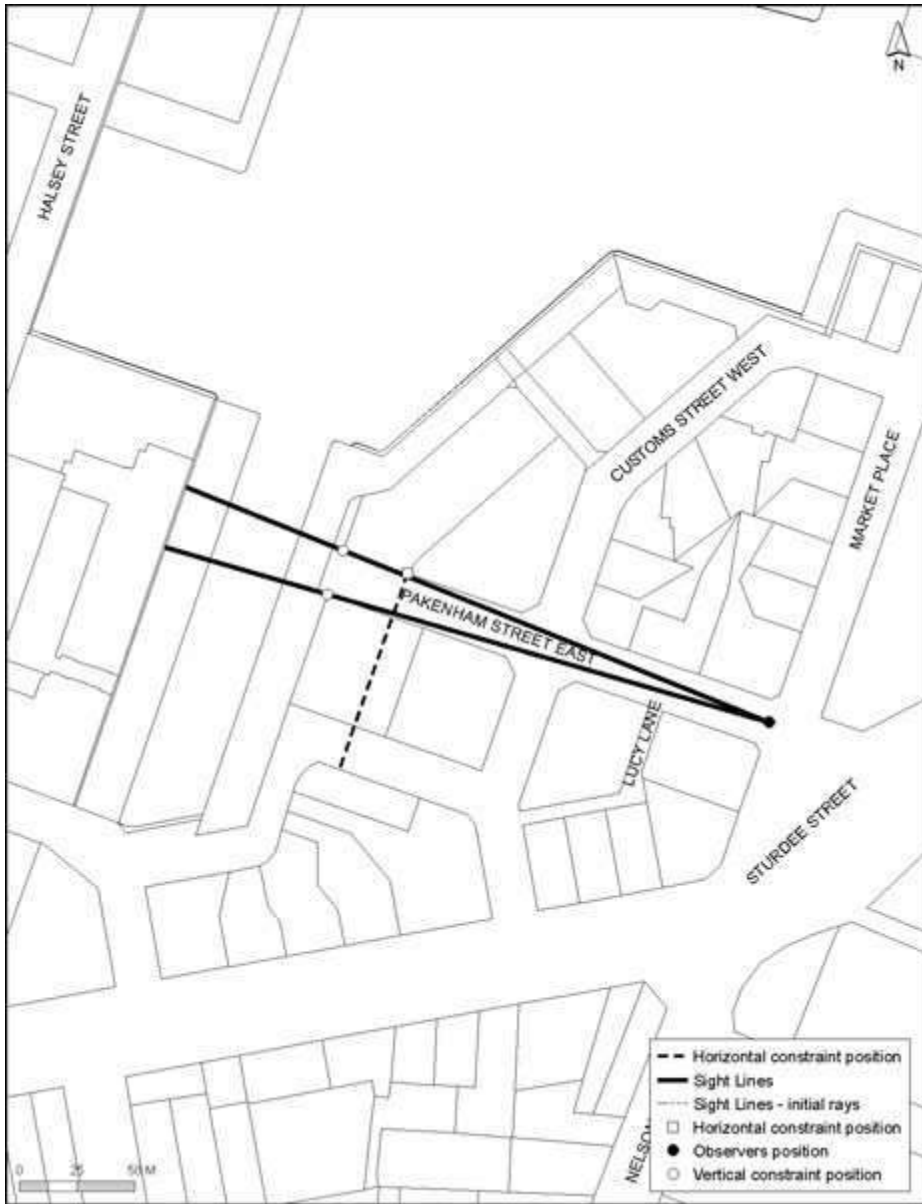 N
HALSEY STREET
CUSTOMS STREET WEST
MARKET PLACE
PAKENHAM STREET EAST
LUCY LANE
STURDEE STREET
NELSON
Horizontal constraint position
Sight Lines
Sight Lines - initial rays
Horizontal constraint position
Observers position
Vertical constraint position
0 25 50 M